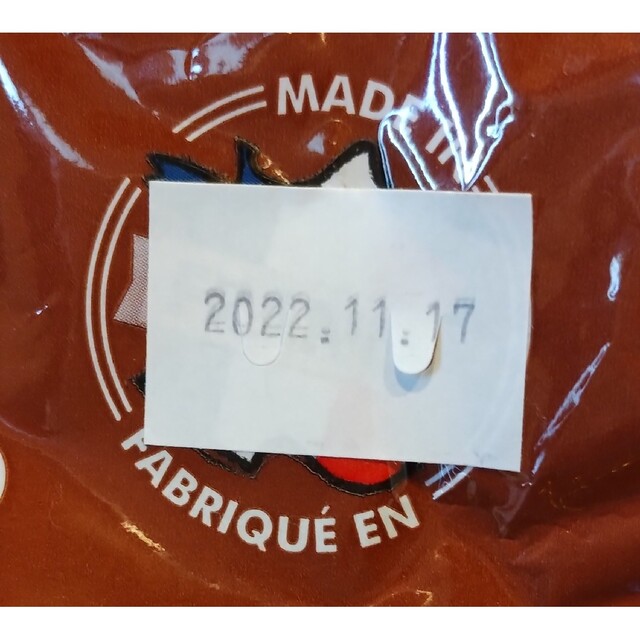 MADE IN
2022.11.17
FABRIQUÉ EN